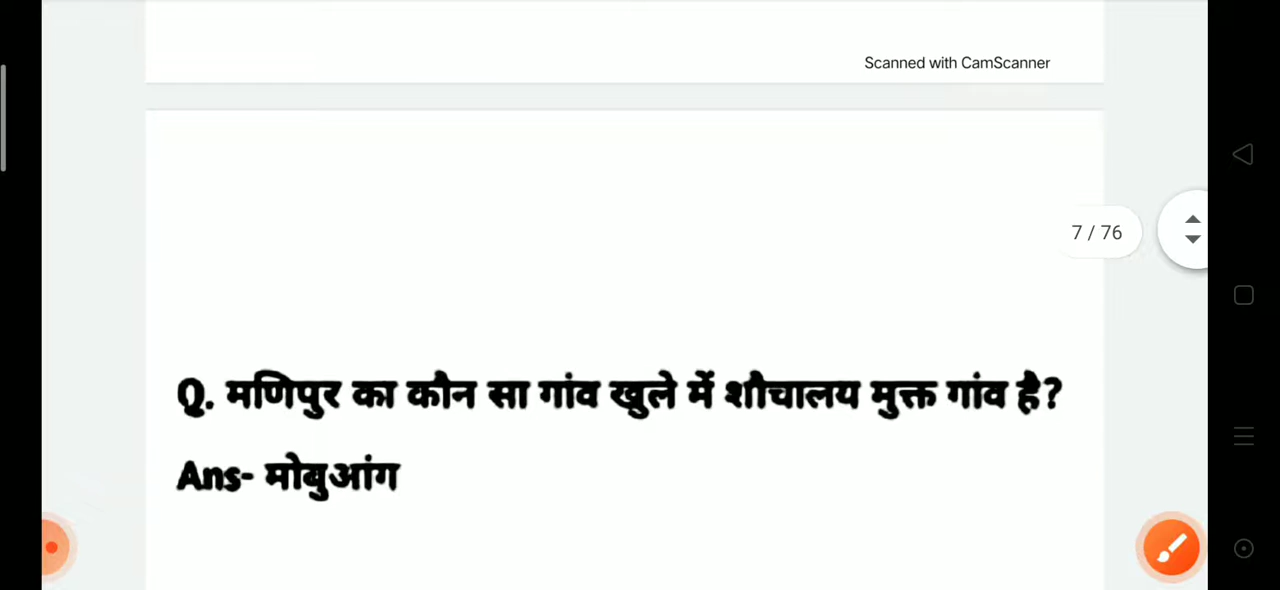 Scanned with CamScanner
7 / 76
Q. मणिपुर का कौन सा गांव खुले में शौचालय मुक्त गांव है?
Ans- मोबुआंग